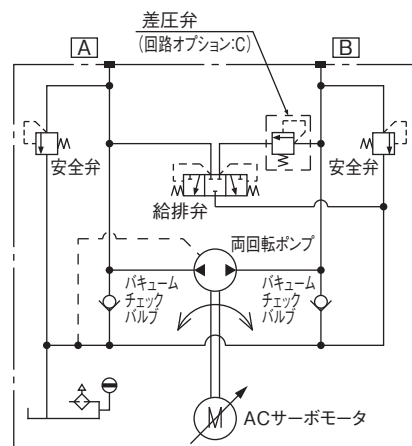 差圧弁
(回路オプション:C)
A
B
安全弁
給排弁
安全弁
両回転ポンプ
バキューム
チェック
バルブ
バキューム
チェック
バルブ
M
ACサーボモータ